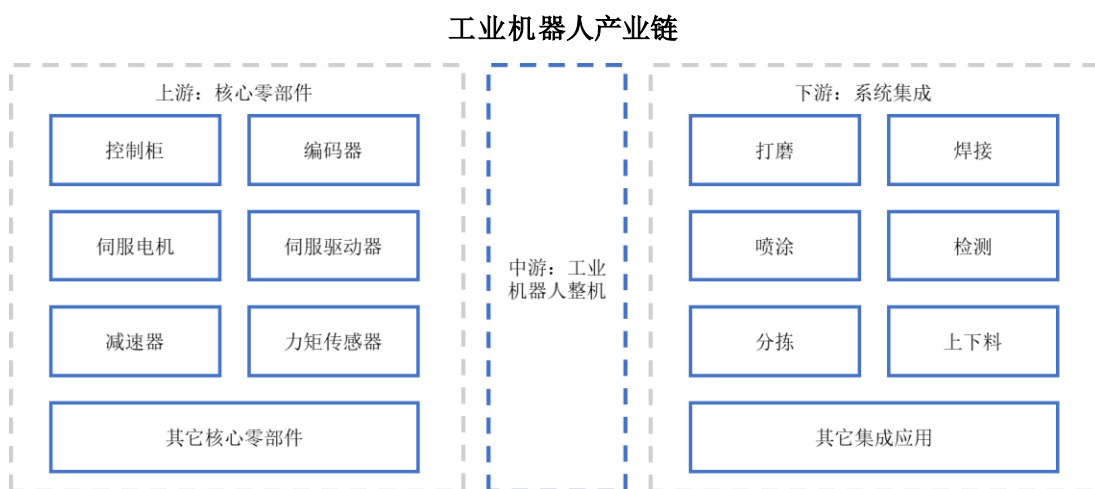 工业机器人产业链
上游：核心零部件
控制柜
编码器
伺服电机
伺服驱动器
减速器
力矩传感器
其它核心零部件
中游：工业
机器人整机
下游：系统集成
打磨
焊接
喷涂
检测
分拣
上下料
其它集成应用